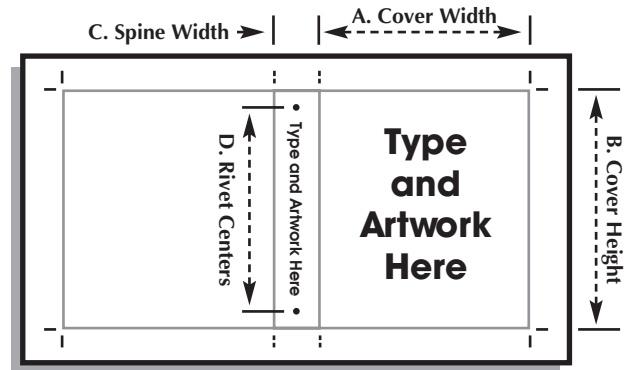 C. Spine Width
A. Cover Width
D. Rivet Centers
Type and Artwork Here
Type
and
Artwork
Here
B. Cover Height